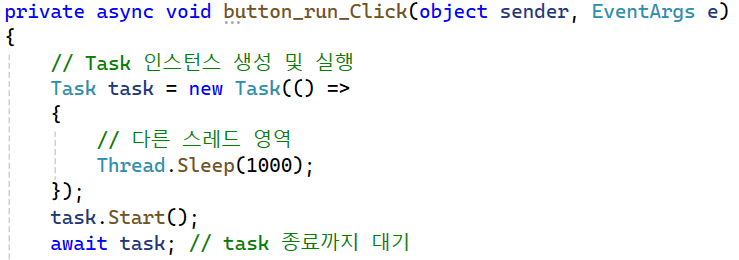 private async void button_run_Click(object sender, EventArgs e)
{
    // Task 인스턴스 생성 및 실행
    Task task = new Task(() =>
    {
        // 다른 스레드 영역
        Thread.Sleep(1000);
    });
    task.Start();
    await task; // task 종료까지 대기